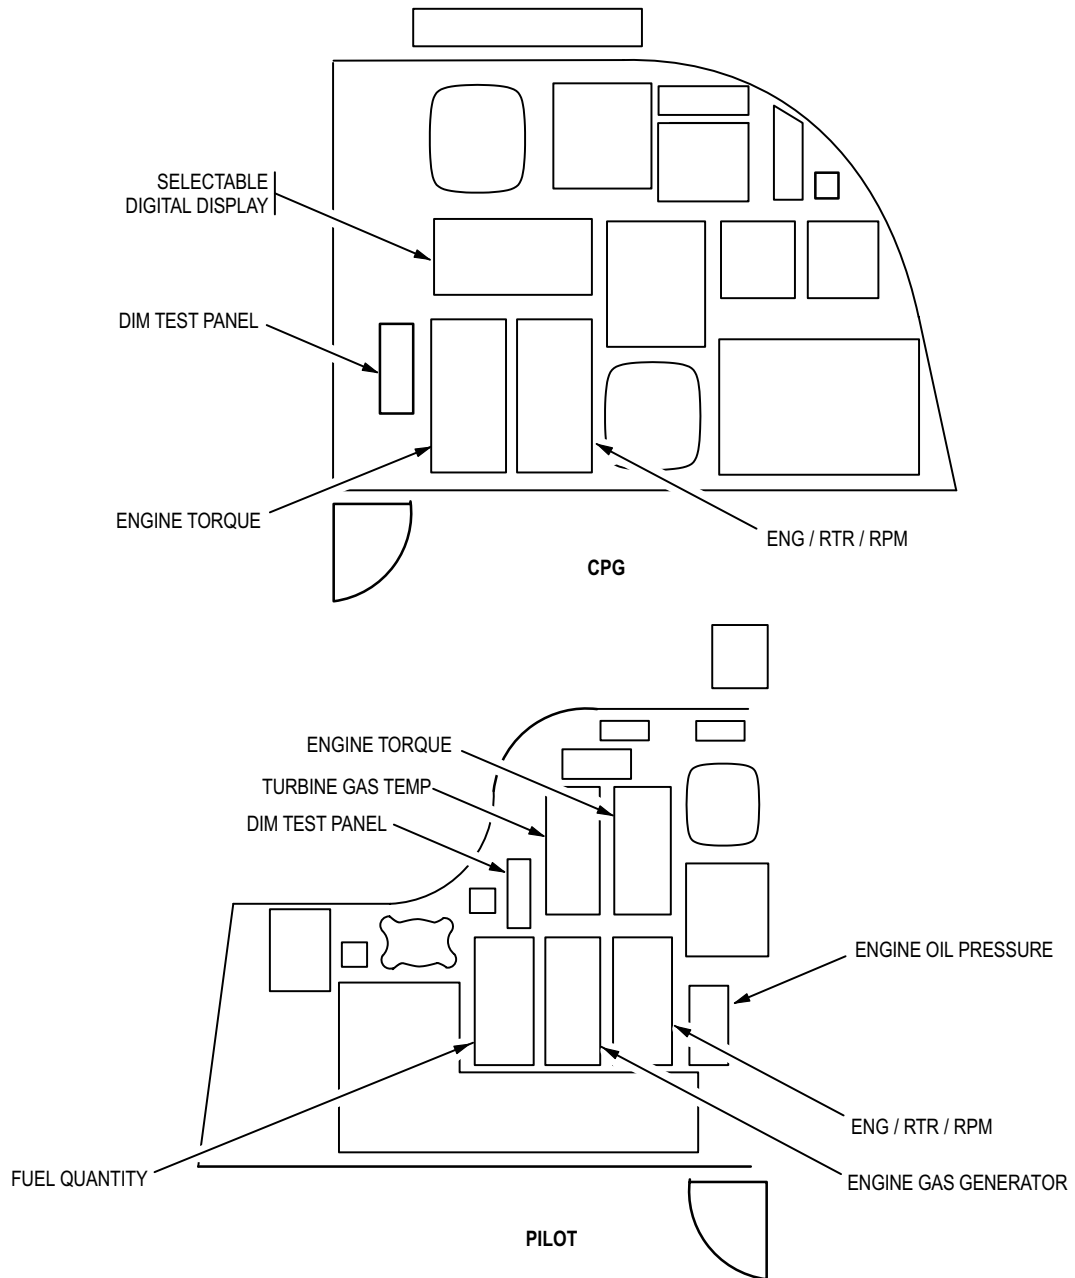 SELECTABLE
DIGITAL DISPLAY
DIM TEST PANEL
ENGINE TORQUE
ENG / RTR / RPM
CPG
ENGINE TORQUE
TURBINE GAS TEMP
DIM TEST PANEL
ENGINE OIL PRESSURE
ENG / RTR / RPM
FUEL QUANTITY
ENGINE GAS GENERATOR
PILOT